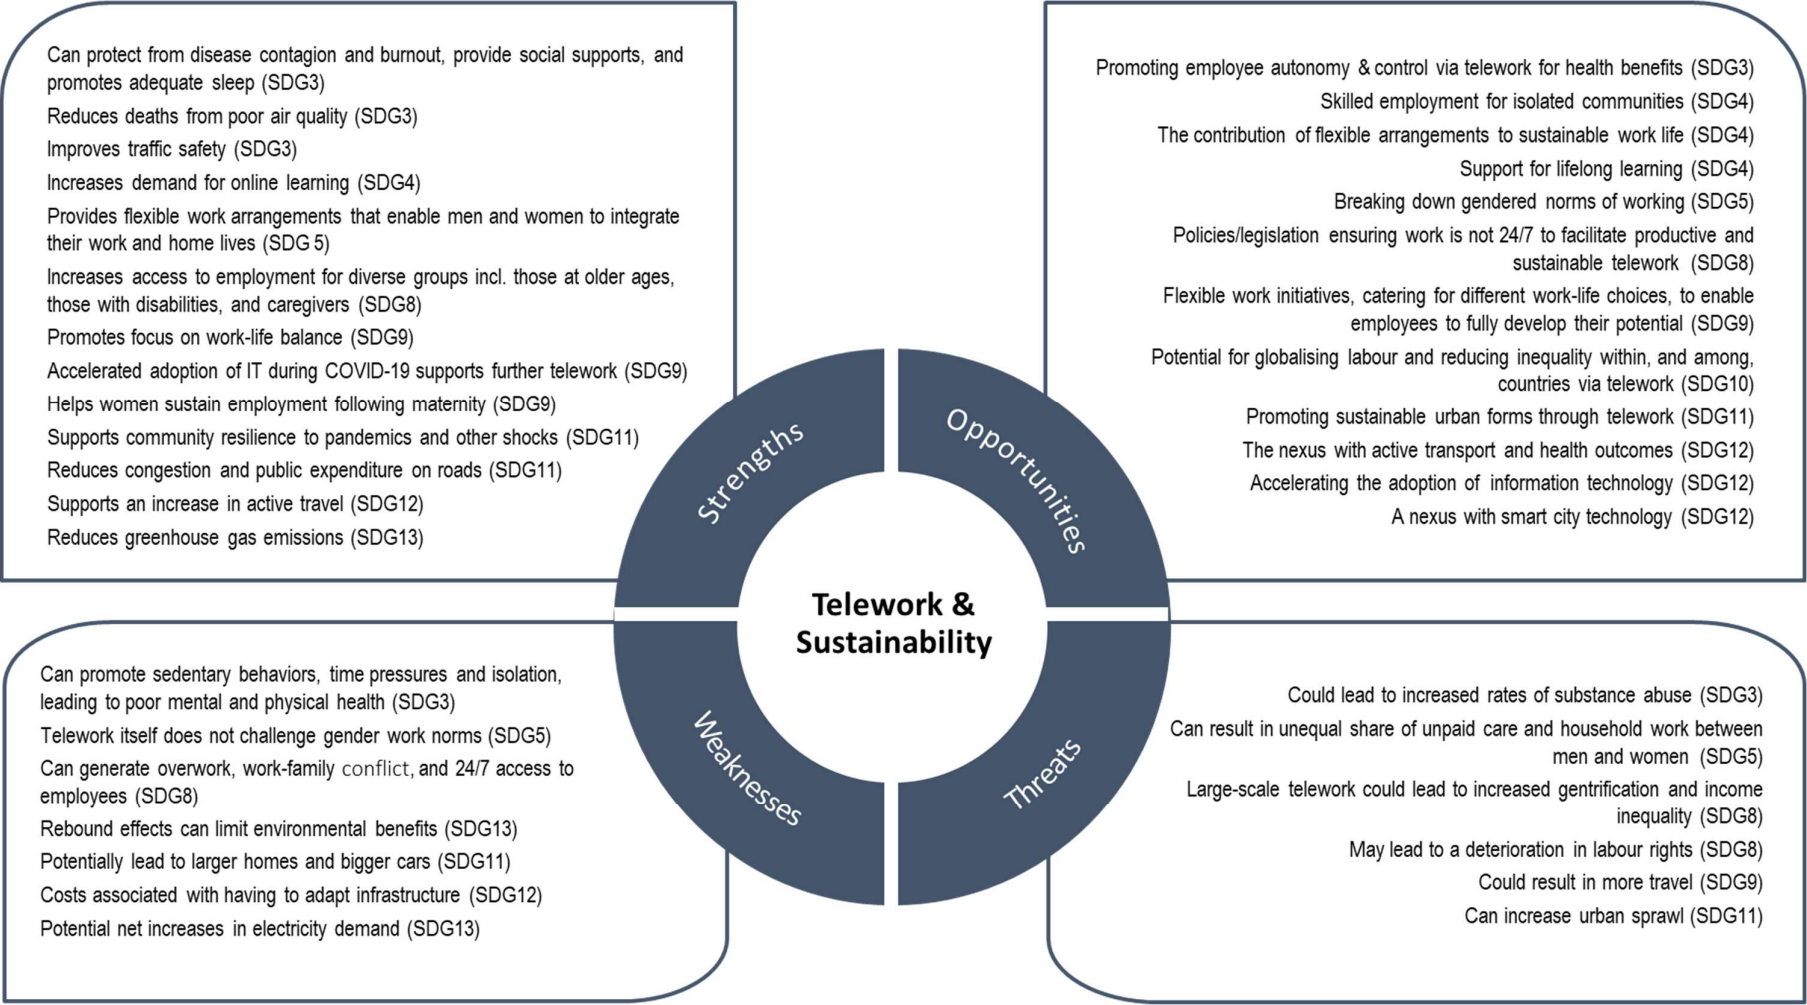 Can protect from disease contagion and burnout, provide social supports, and
promotes adequate sleep (SDG3)
Reduces deaths from poor air quality (SDG3)
Improves traffic safety (SDG3)
Increases demand for online learning (SDG4)
Provides flexible work arrangements that enable men and women to integrate
their work and home lives (SDG 5)
Increases access to employment for diverse groups incl. those at older ages,
those with disabilities, and caregivers (SDG8)
Promotes focus on work-life balance (SDG9)
Accelerated adoption of IT during COVID-19 supports further telework (SDG9)
Helps women sustain employment following maternity (SDG9)
Supports community resilience to pandemics and other shocks (SDG11)
Reduces congestion and public expenditure on roads (SDG11)
Supports an increase in active travel (SDG12)
Reduces greenhouse gas emissions (SDG13)
Promoting employee autonomy & control via telework for health benefits (SDG3)
Skilled employment for isolated communities (SDG4)
The contribution of flexible arrangements to sustainable work life (SDG4)
Support for lifelong learning (SDG4)
Breaking down gendered norms of working (SDG5)
Policies/legislation ensuring work is not 24/7 to facilitate productive and
sustainable telework (SDG8)
Flexible work initiatives, catering for different work-life choices, to enable
employees to fully develop their potential (SDG9)
Potential for globalising labour and reducing inequality within, and among,
countries via telework (SDG10)
Promoting sustainable urban forms through telework (SDG11)
The nexus with active transport and health outcomes (SDG12)
Accelerating the adoption of information technology (SDG12)
A nexus with smart city technology (SDG12)
Strengths
Opportunities
Telework &
Sustainability
Weaknesses
Threats
Can promote sedentary behaviors, time pressures and isolation,
leading to poor mental and physical health (SDG3)
Telework itself does not challenge gender work norms (SDG5)
Can generate overwork, work-family conflict, and 24/7 access to
employees (SDG8)
Rebound effects can limit environmental benefits (SDG13)
Potentially lead to larger homes and bigger cars (SDG11)
Costs associated with having to adapt infrastructure (SDG12)
Potential net increases in electricity demand (SDG13)
Could lead to increased rates of substance abuse (SDG3)
Can result in unequal share of unpaid care and household work between
men and women (SDG5)
Large-scale telework could lead to increased gentrification and income
inequality (SDG8)
May lead to a deterioration in labour rights (SDG8)
Could result in more travel (SDG9)
Can increase urban sprawl (SDG11)